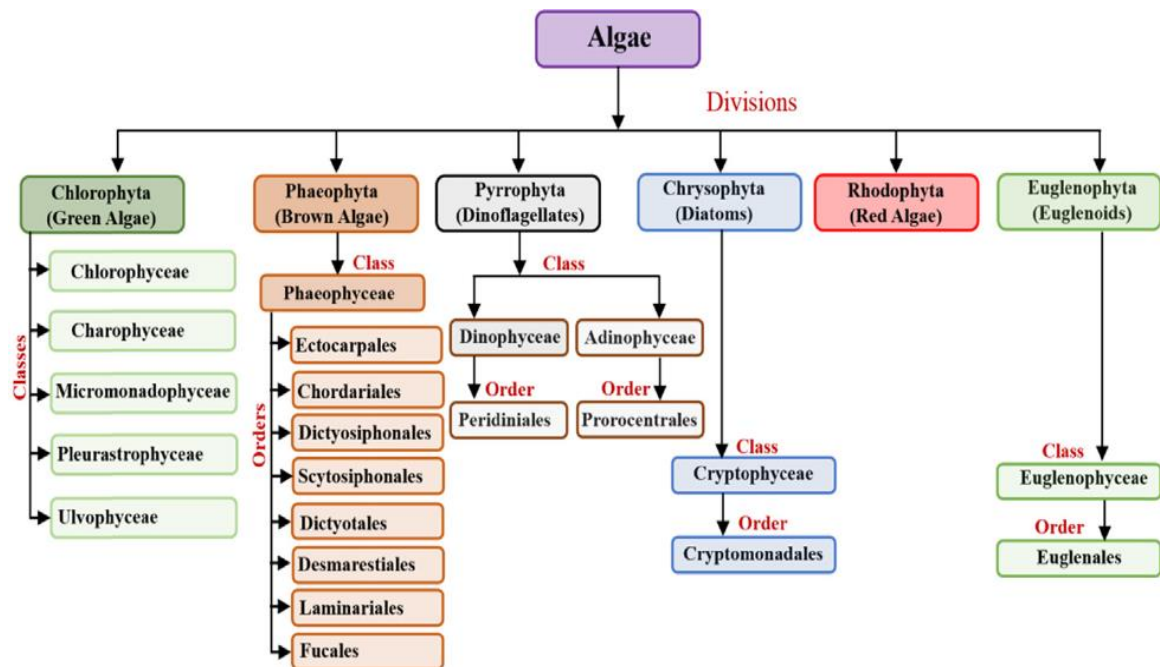 Algae
Divisions
Chlorophyta
(Green Algae)
Phaeophyta
(Brown Algae)
Pyrrophyta
(Dinoflagellates)
Chrysophyta
(Diatoms)
Rhodophyta
(Red Algae)
Euglenophyta
(Euglenoids)
Classes
Chlorophyceae
Charophyceae
Micromonadophyceae
Pleurastrophyceae
Ulvophyceae
Class
Phaeophyceae
Orders
Ectocarpales
Chordariales
Dictyosiphonales
Scytosiphonales
Dictyotales
Desmarestiales
Laminariales
Fucales
Class
Dinophyceae
Adinophyceae
Order
Order
Peridiniales
Prorocentrales
Class
Cryptophyceae
Order
Cryptomonadales
Class
Euglenophyceae
Order
Euglenales